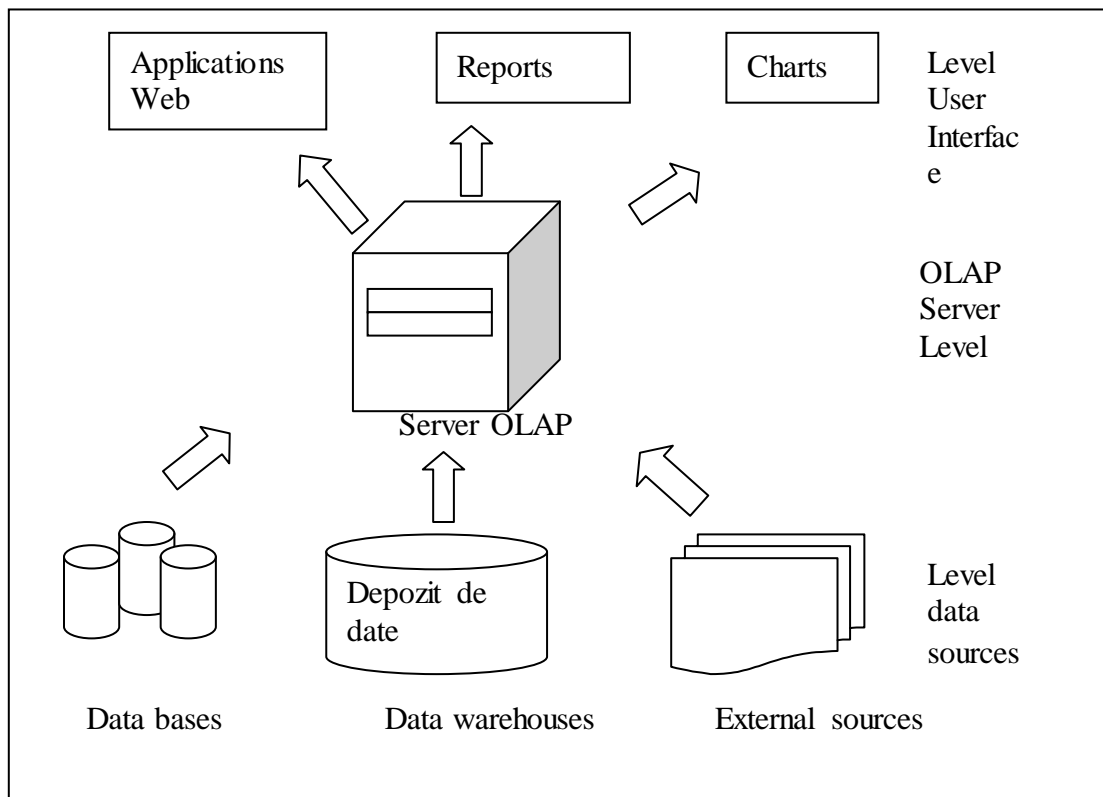 Applications
Web
Reports
Charts
Level
User
Interfac
e
OLAP
Server
Level
Server OLAP
Depozit de
date
Level
data
sources
Data bases
Data warehouses
External sources